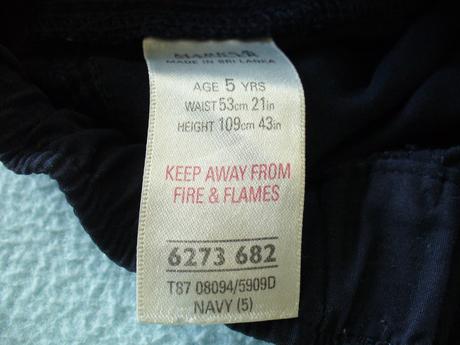 MADE IN SRI LANKA
AGE 5 YRS
WAIST 53cm 21in
HEIGHT 109cm 43in
KEEP AWAY FROM
FIRE & FLAMES
6273 682
T87 08094/5909D
NAVY (5)